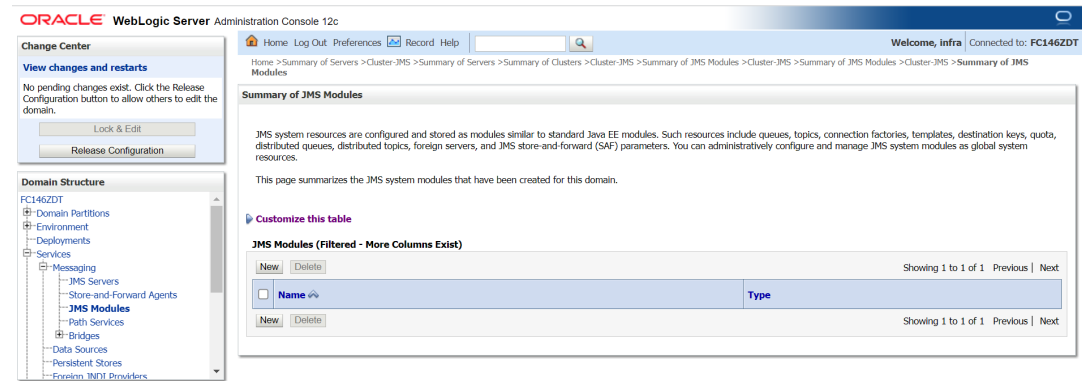 ORACLE WebLogic Server Administration Console 12c
Change Center
View changes and restarts
No pending changes exist. Click the Release
Configuration button to allow others to edit the
domain.
Lock & Edit
Release Configuration
Domain Structure
FC146ZDT
Domain Partitions
Environment
Deployments
Services
Messaging
JMS Servers
Store-and-Forward Agents
JMS Modules
Path Services
Bridges
Data Sources
Persistent Stores
Foreign JNDI Providers
Home Log Out Preferences Record Help
Welcome, infra Connected to: FC146ZDT
Home >Summary of Servers >Cluster-JMS >Summary of Servers >Summary of Clusters >Cluster-JMS >Summary of JMS Modules >Cluster-JMS >Summary of JMS Modules >Cluster-JMS >Summary of JMS
Modules
Summary of JMS Modules
JMS system resources are configured and stored as modules similar to standard Java EE modules. Such resources include queues, topics, connection factories, templates, destination keys, quota,
distributed queues, distributed topics, foreign servers, and JMS store-and-forward (SAF) parameters. You can administratively configure and manage JMS system modules as global system
resources.
This page summarizes the JMS system modules that have been created for this domain.
Customize this table
JMS Modules (Filtered - More Columns Exist)
New Delete Showing 1 to 1 of 1 Previous | Next
Name Type
New Delete Showing 1 to 1 of 1 Previous | Next